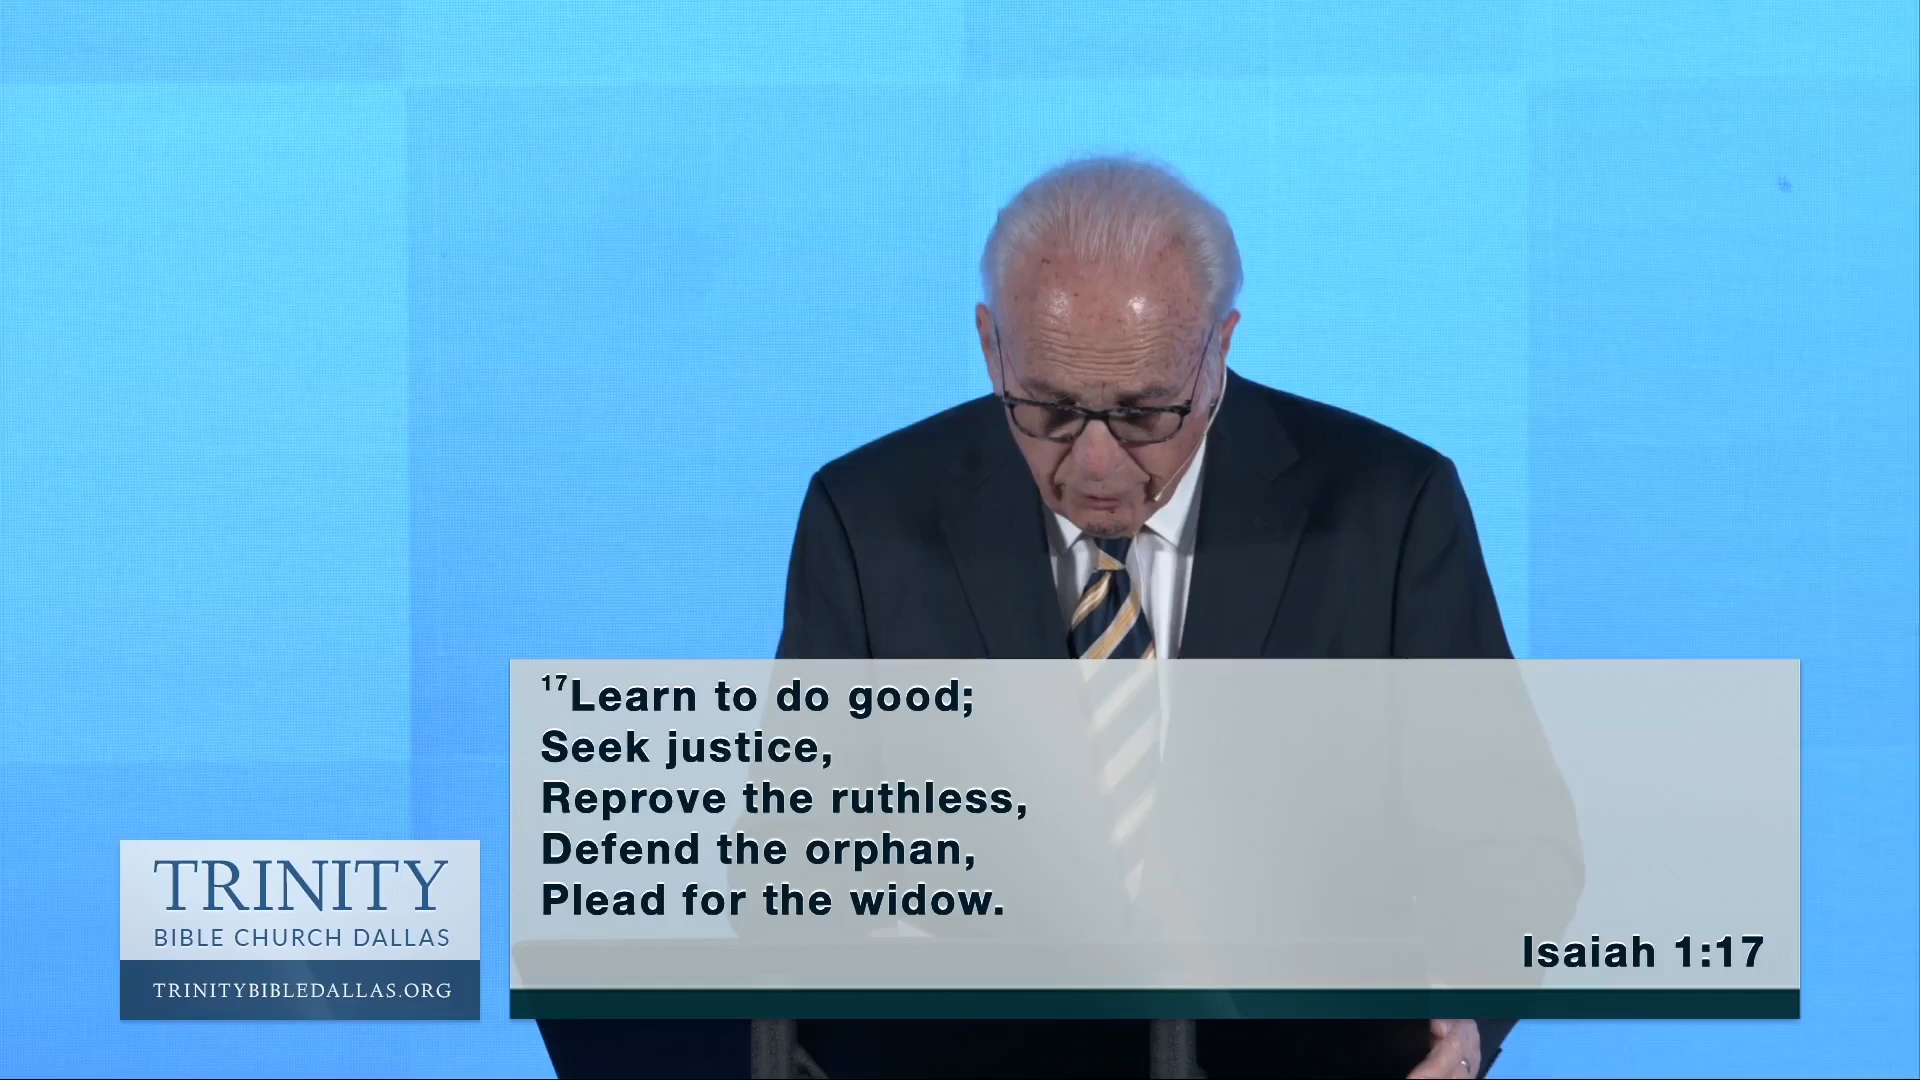 ¹⁷Learn to do good;
Seek justice,
Reprove the ruthless,
Defend the orphan,
Plead for the widow.
Isaiah 1:17
TRINITY
BIBLE CHURCH DALLAS
TRINITYBIBLEDALLAS.ORG